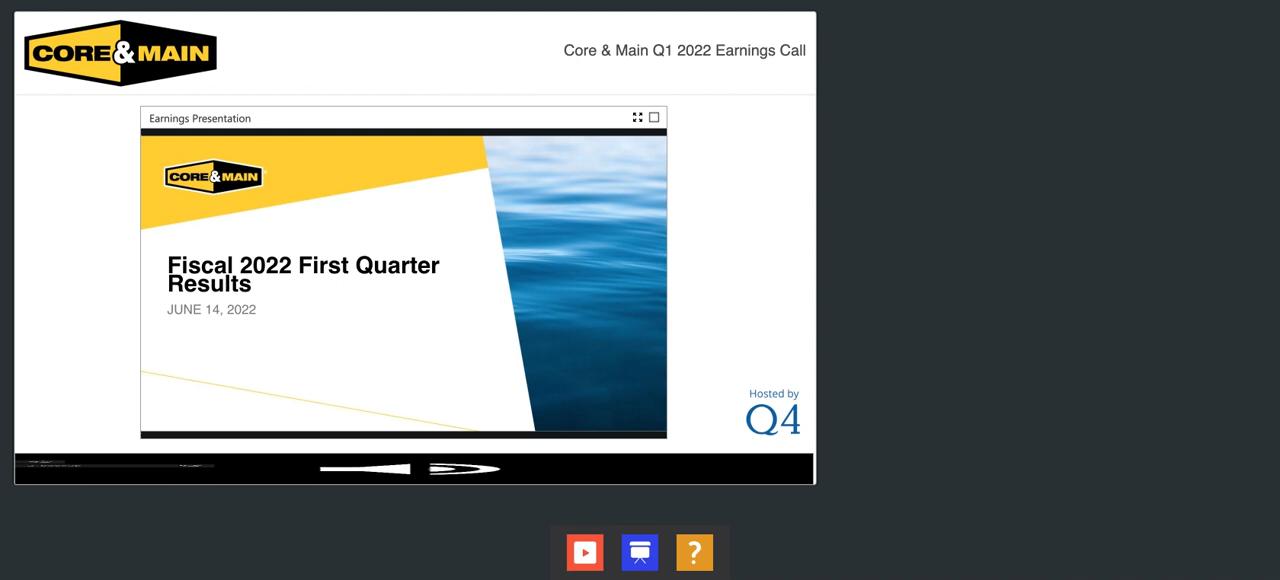 CORE&MAIN
Core & Main Q1 2022 Earnings Call
Earnings Presentation
CORE&MAIN
Fiscal 2022 First Quarter
Results
JUNE 14, 2022
Hosted by
Q4
?